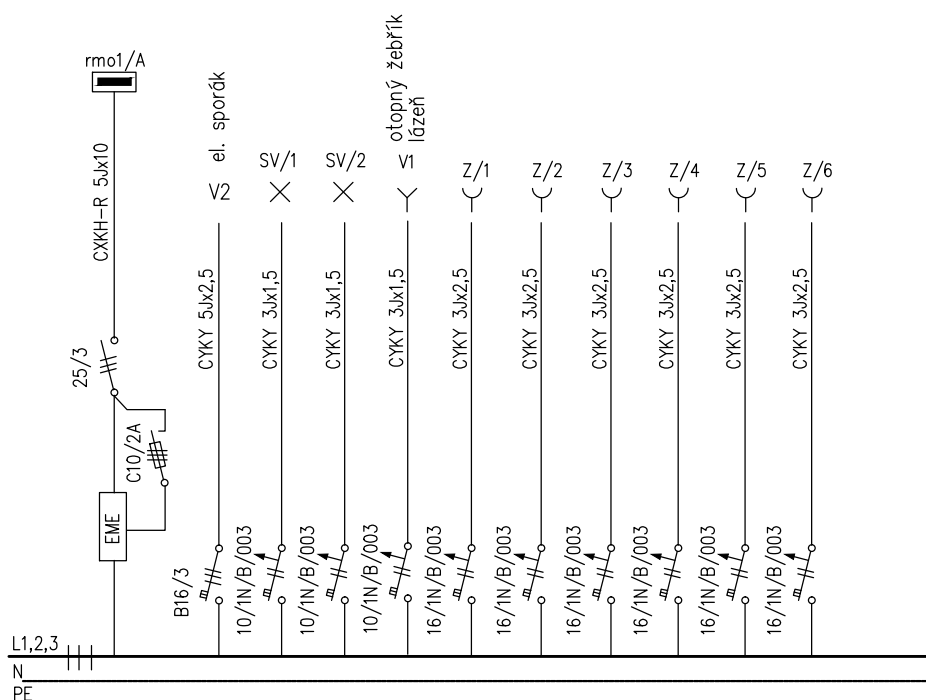 rmo1/A
CXKH-R 5Jx10
25/3
C10/2A
EME
el. sporák
V2
CYKY 5Jx2,5
B16/3
SV/1
CYKY 3Jx1,5
10/1N/B/003
SV/2
CYKY 3Jx1,5
10/1N/B/003
otopný žebřík
lázeň
V1
CYKY 3Jx1,5
10/1N/B/003
Z/1
CYKY 3Jx2,5
16/1N/B/003
Z/2
CYKY 3Jx2,5
16/1N/B/003
Z/3
CYKY 3Jx2,5
16/1N/B/003
Z/4
CYKY 3Jx2,5
16/1N/B/003
Z/5
CYKY 3Jx2,5
16/1N/B/003
Z/6
CYKY 3Jx2,5
16/1N/B/003
L1,2,3
N
PE